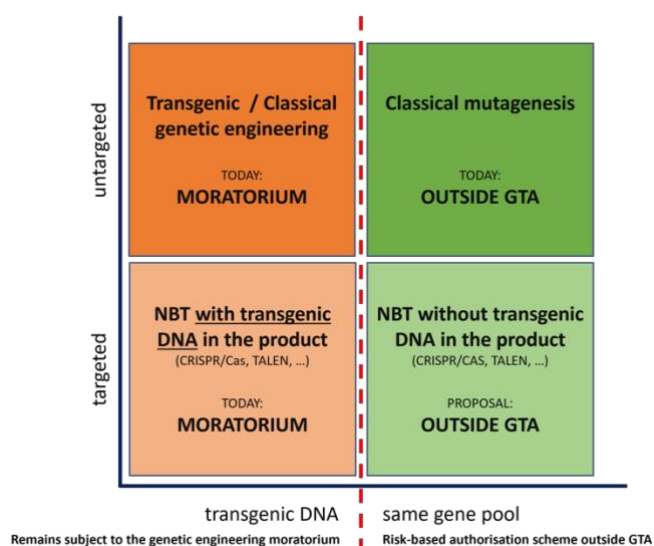 untargeted
Transgenic / Classical
genetic engineering
TODAY:
MORATORIUM
Classical mutagenesis
TODAY:
OUTSIDE GTA
targeted
NBT with transgenic
DNA in the product
(CRISPR/Cas, TALEN, ...)
TODAY:
MORATORIUM
NBT without transgenic
DNA in the product
(CRISPR/CAS, TALEN, ...)
PROPOSAL:
OUTSIDE GTA
transgenic DNA
same gene pool
Remains subject to the genetic engineering moratorium
Risk-based authorisation scheme outside GTA